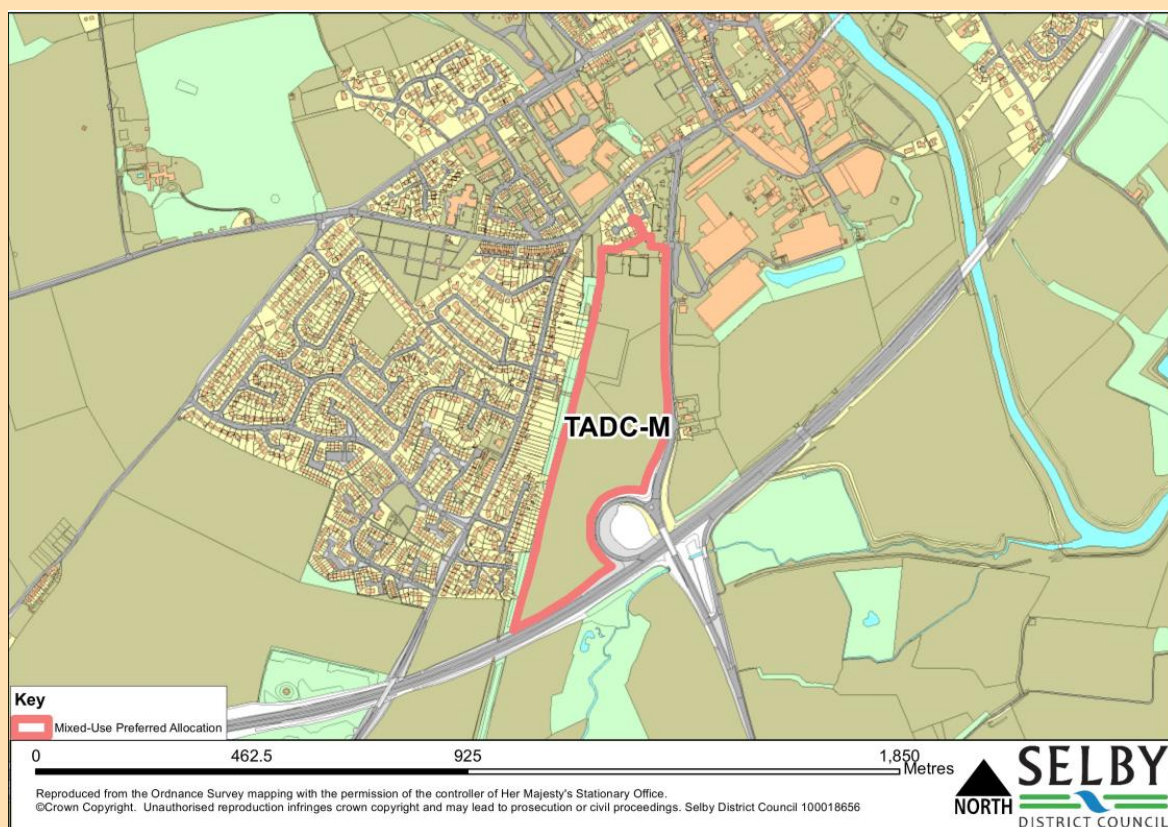 TADC-M
Key
Mixed-Use Preferred Allocation
0 462.5 925 1,850
Metres
Reproduced from the Ordnance Survey mapping with the permission of the controller of Her Majesty's Stationary Office.
©Crown Copyright. Unauthorised reproduction infringes crown copyright and may lead to prosecution or civil proceedings. Selby District Council 100018656
NORTH
SELBY
DISTRICT COUNCIL